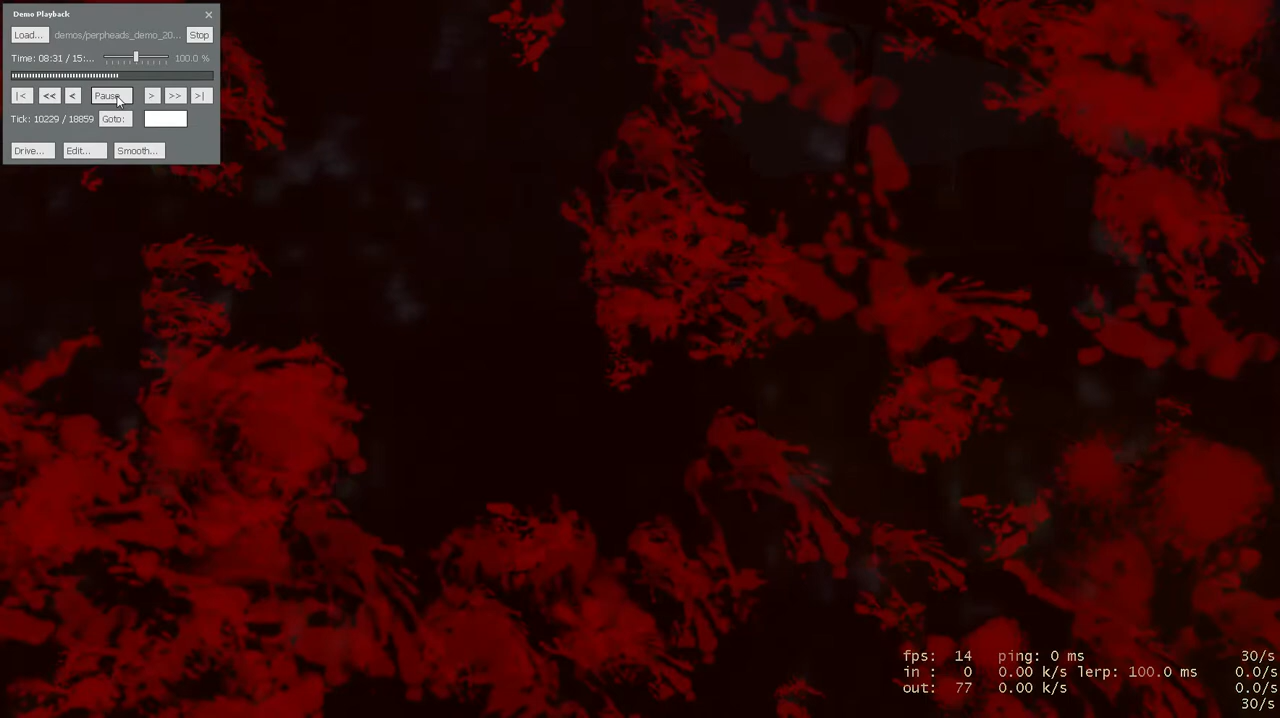 Demo Playback
Load... demos/perpheads_demo_20... Stop
Time: 08:31 / 15:... 100.0 %
|< << < Pause > >> >|
Tick: 10229 / 18859 Goto:
Drive... Edit... Smooth...
fps: 14 ping: 0 ms 30/s
in : 0 0.00 k/s lerp: 100.0 ms 0.0/s
out: 77 0.00 k/s 0.0/s
30/s